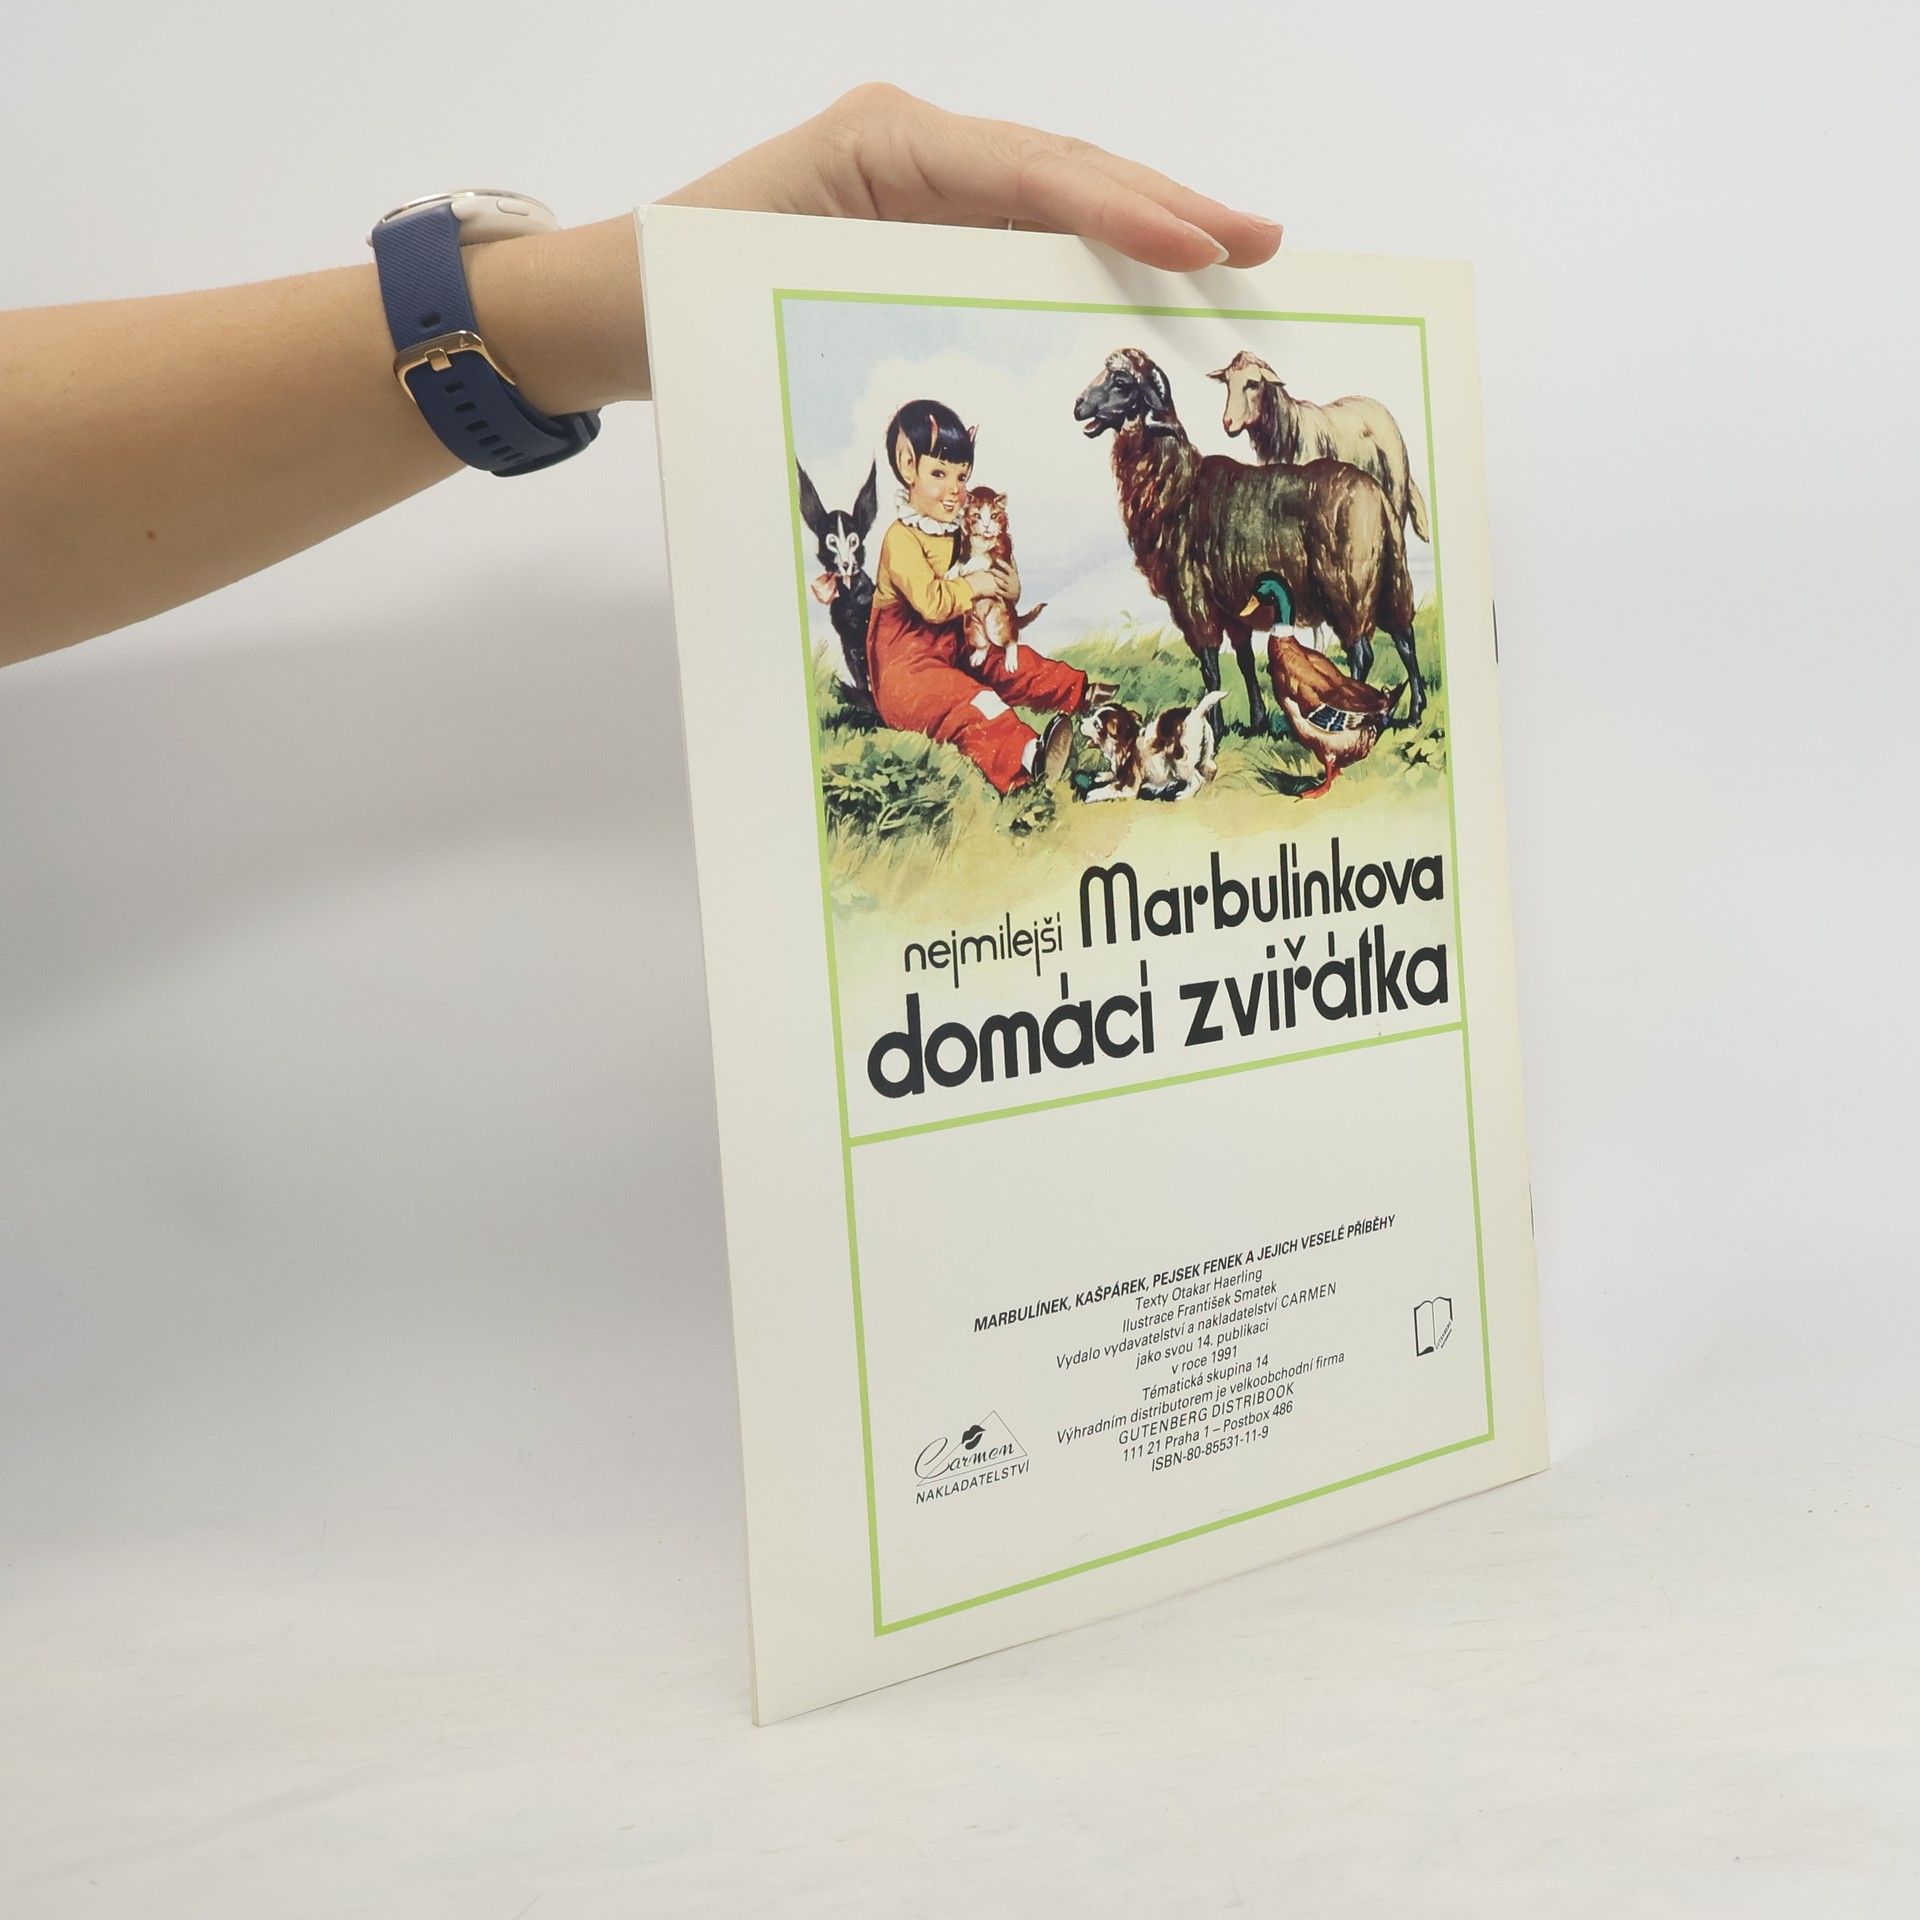 nejmilejší Marbulinkova
domácí zvířátka
MARBULÍNEK, KAŠPÁREK, PEJSEK FENEK A JEJICH VESELÉ PŘÍBĚHY
Texty Otakar Haerling
Ilustrace František Smatek
Vydalo vydavatelství a nakladatelství CARMEN
jako svou 14. publikaci
v roce 1991
Tématická skupina 14
Výhradním distributorem je velkoobchodní firma
GUTENBERG DISTRIBOOK
111 21 Praha 1 – Postbox 486
ISBN-80-85531-11-9
Carmen
NAKLADATELSTVÍ